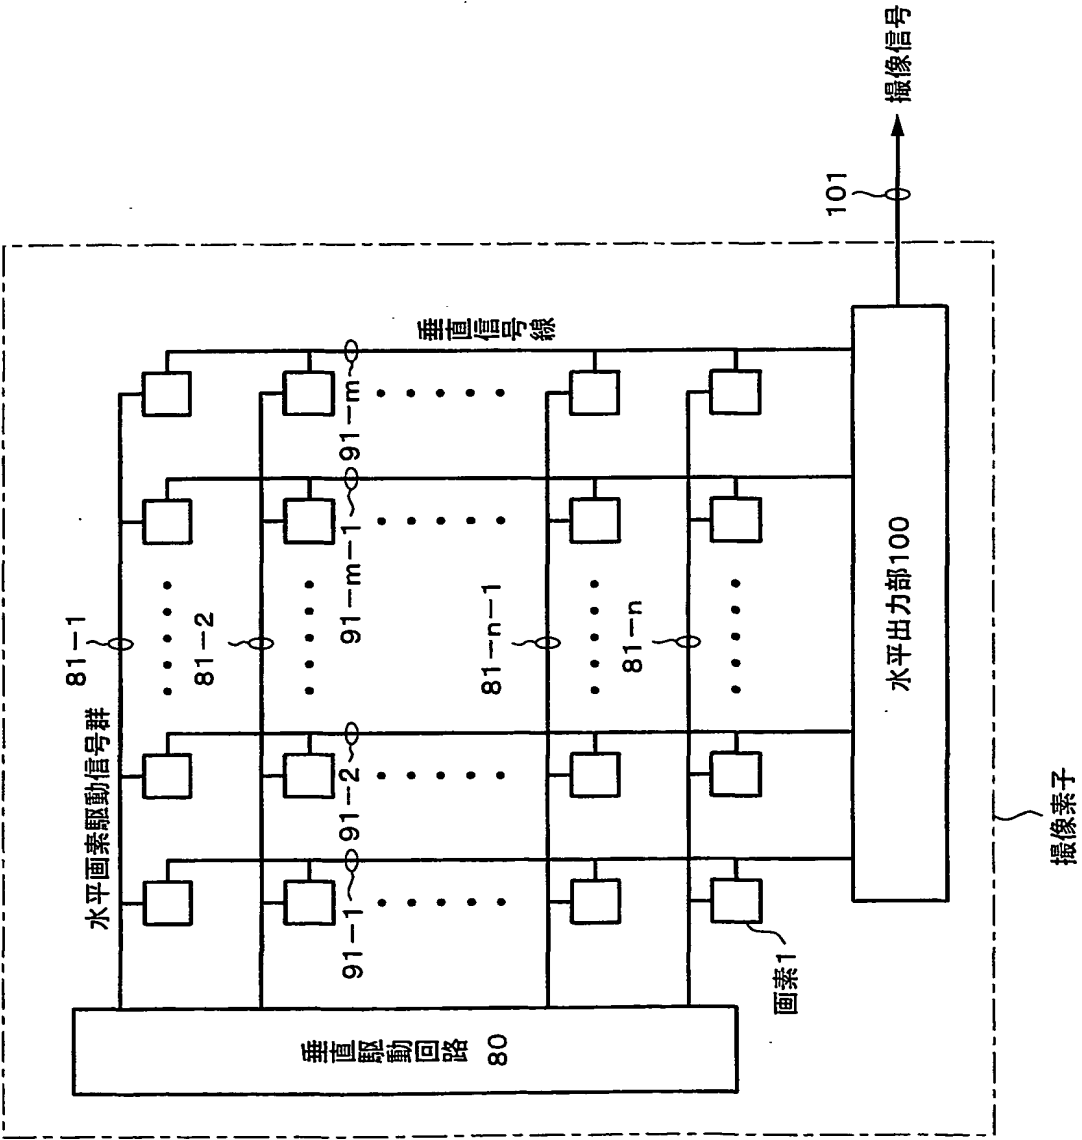 水平画素駆動信号群
81-1
81-2
81-n-1
81-n
垂直駆動回路 80
91-1
91-2
91-m-1
91-m
垂直信号線
画素1
水平出力部100
101
撮像信号
撮像素子